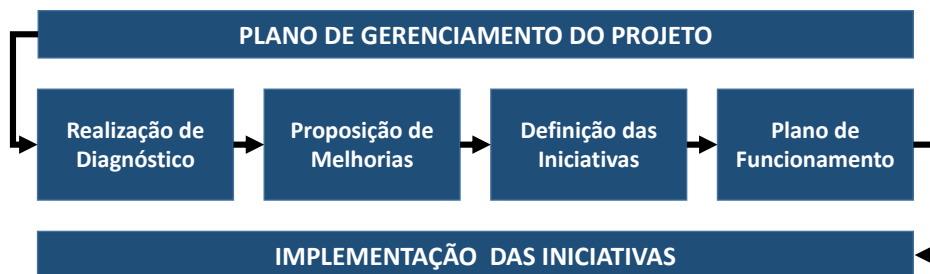 PLANO DE GERENCIAMENTO DO PROJETO
Realização de
Diagnóstico
Proposição de
Melhorias
Definição das
Iniciativas
Plano de
Funcionamento
IMPLEMENTAÇÃO DAS INICIATIVAS